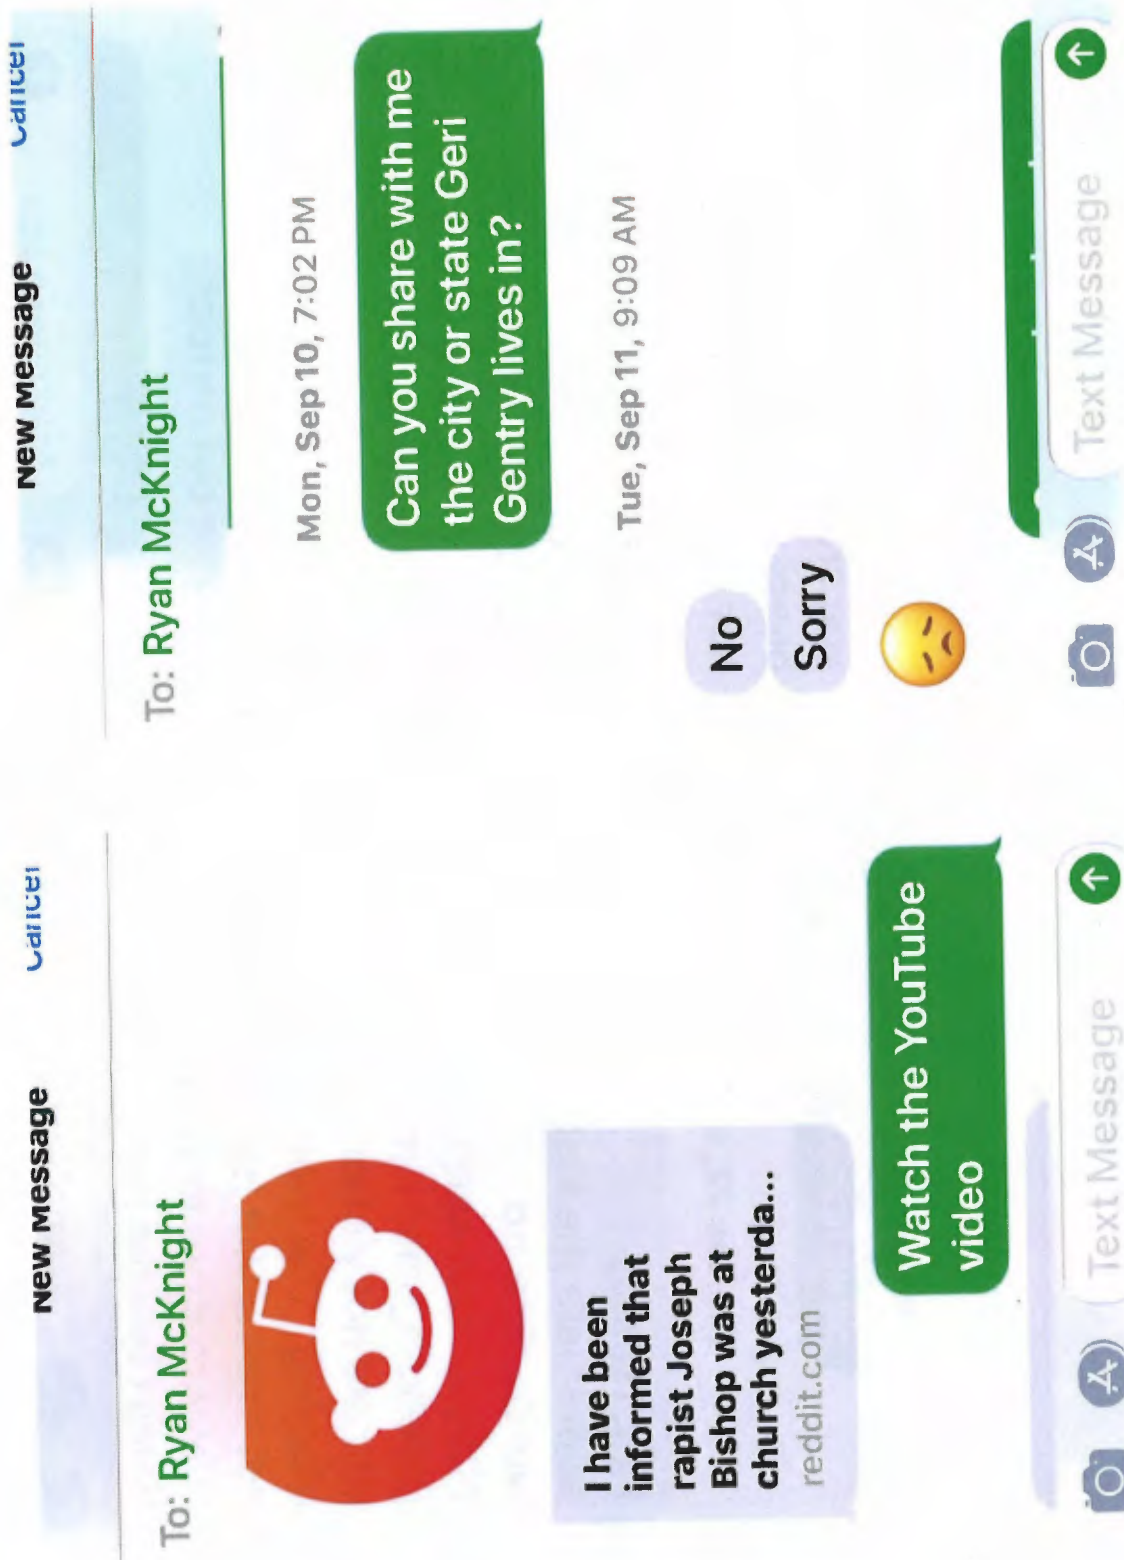 New Message
Cancel
To: Ryan McKnight
I have been
informed that
rapist Joseph
Bishop was at
church yesterda...
reddit.com
Watch the YouTube
video
Text Message
New Message
Cancel
To: Ryan McKnight
Mon, Sep 10, 7:02 PM
Can you share with me
the city or state Geri
Gentry lives in?
Tue, Sep 11, 9:09 AM
No
Sorry
Text Message